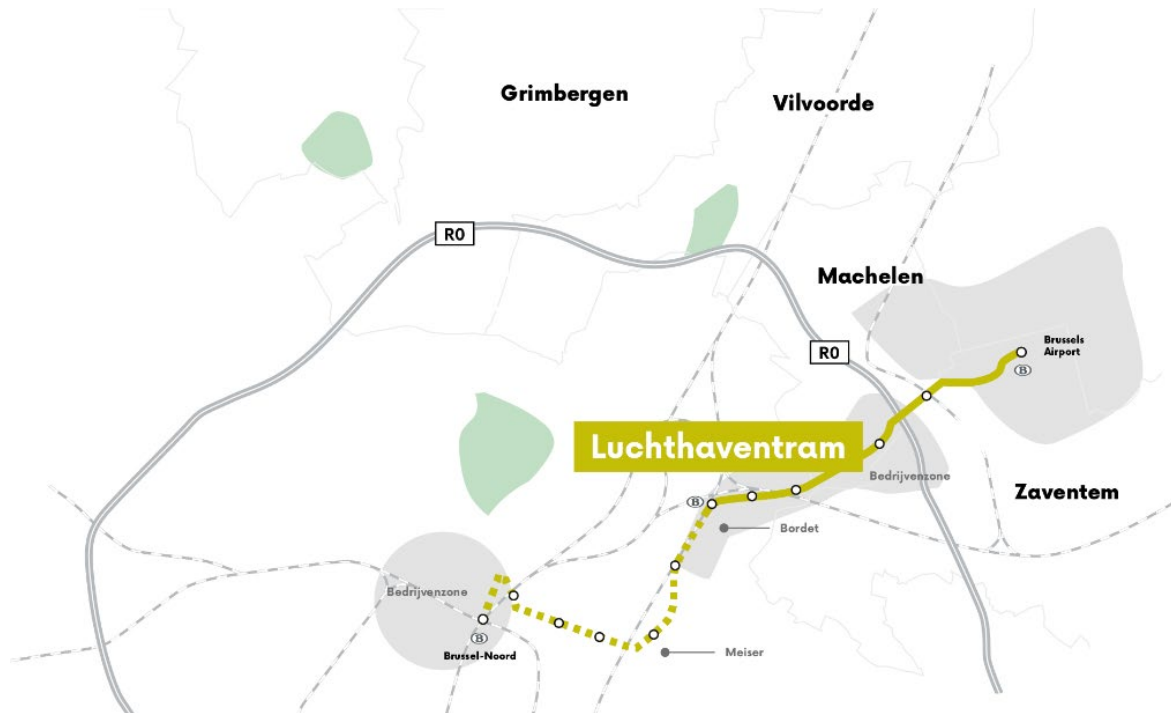 Grimbergen
Vilvoorde
R0
Machelen
R0
Brussels
Airport
B
Luchthaventram
Bedrijvenzone
Zaventem
B
Bordet
Bedrijvenzone
B
Brussel-Noord
Meiser